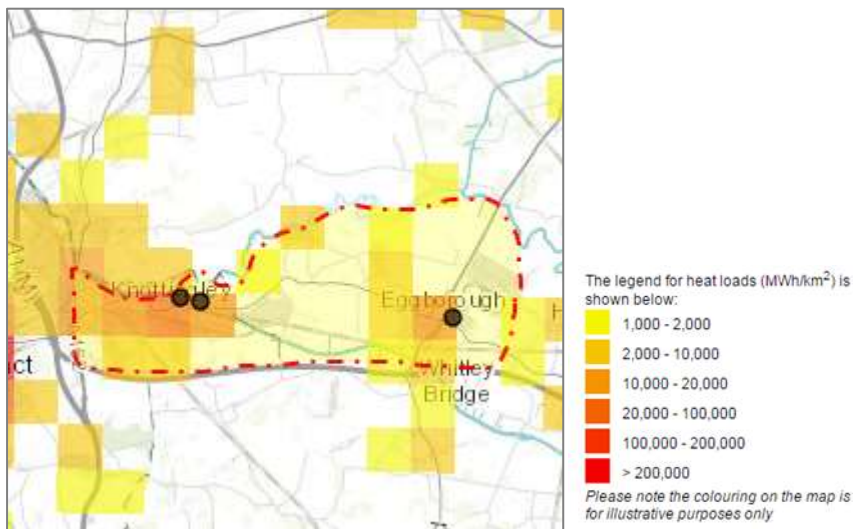 Knottingley
Eggborough
H
A1(M)
ict
Whitley
Bridge
The legend for heat loads (MWh/km²) is
shown below:
1,000 - 2,000
2,000 - 10,000
10,000 - 20,000
20,000 - 100,000
100,000 - 200,000
> 200,000
Please note the colouring on the map is
for illustrative purposes only